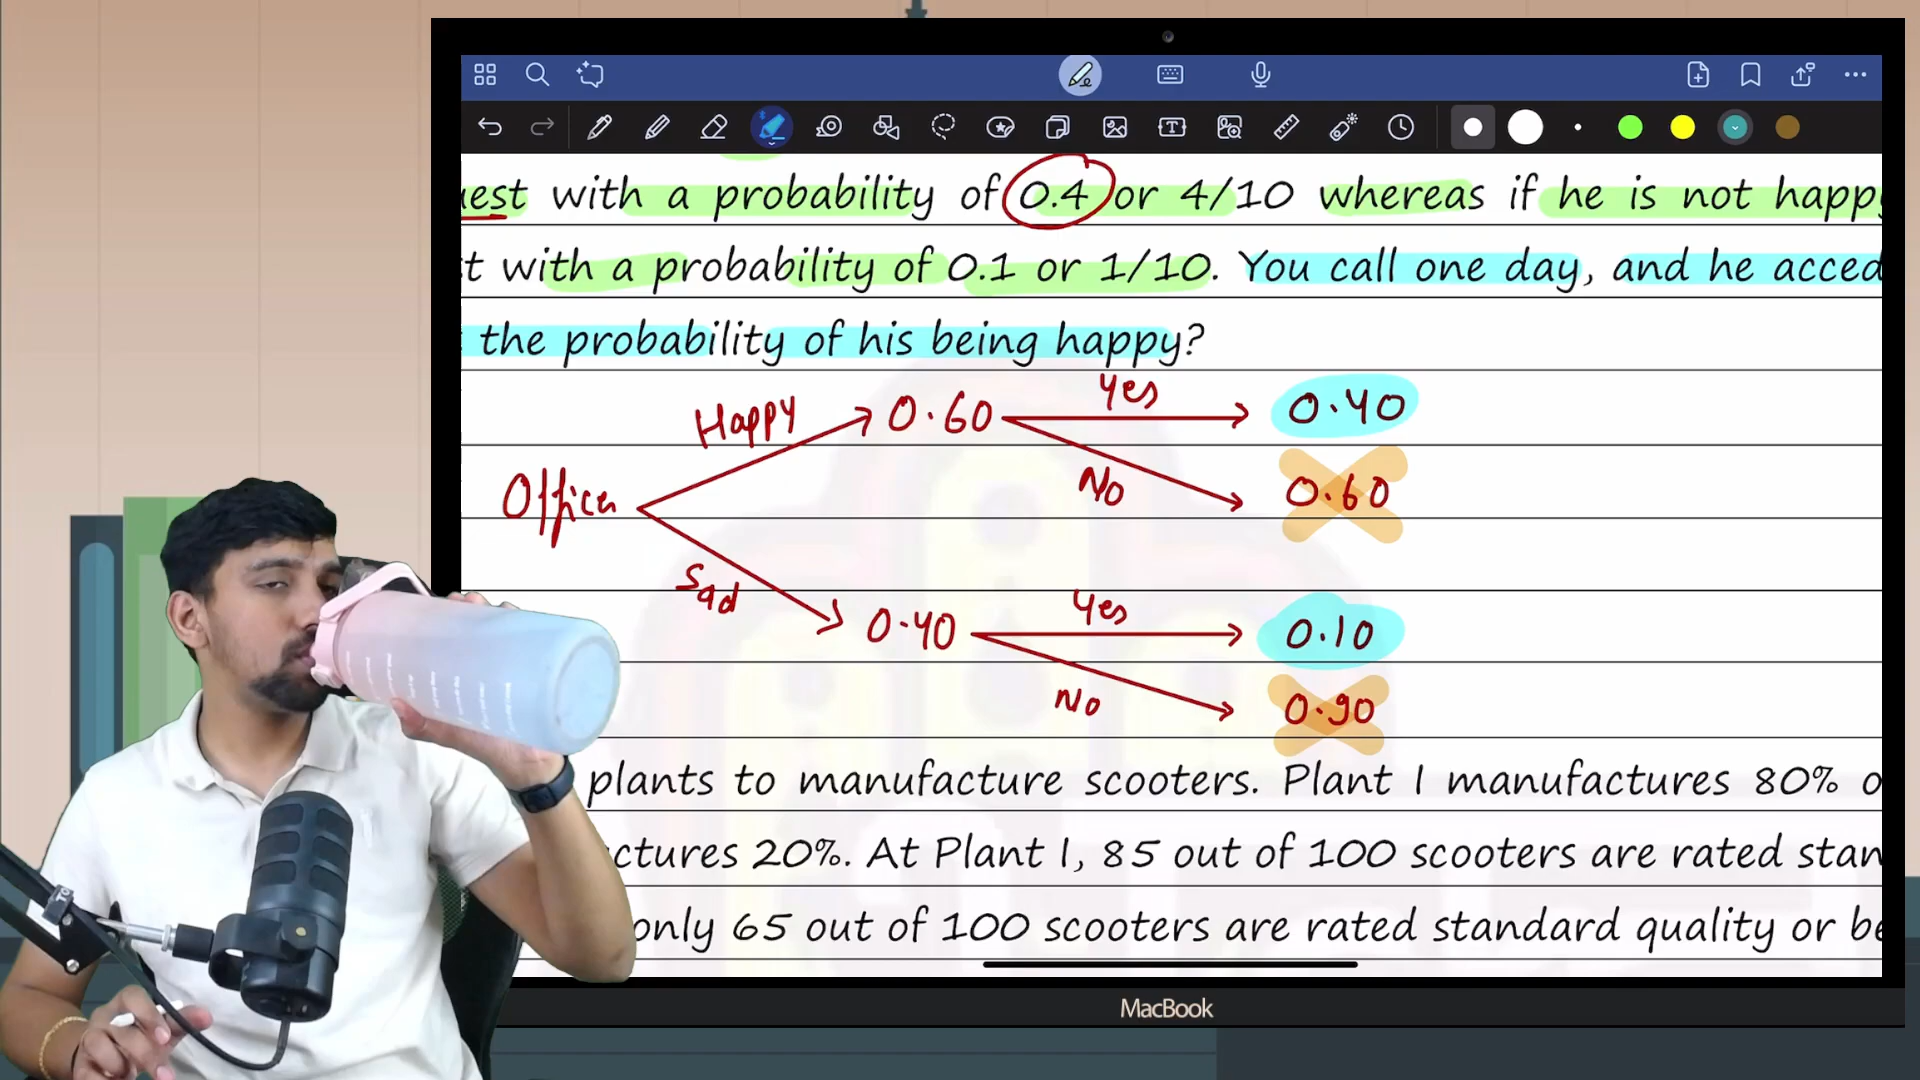 uest with a probability of 0.4 or 4/10 whereas if he is not happy
t with a probability of 0.1 or 1/10. You call one day, and he acced
the probability of his being happy?
Happy 0.60 Yes 0.40
No 0.60
Officer
Sad 0.40 Yes 0.10
No 0.90
plants to manufacture scooters. Plant I manufactures 80% o
ctures 20%. At Plant I, 85 out of 100 scooters are rated stan
only 65 out of 100 scooters are rated standard quality or be
MacBook